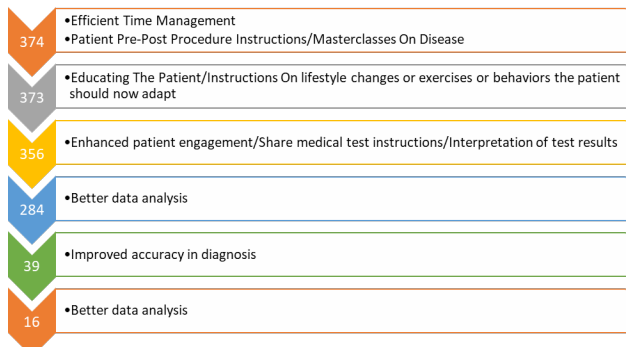 374
•Efficient Time Management
•Patient Pre-Post Procedure Instructions/Masterclasses On Disease
373
•Educating The Patient/Instructions On lifestyle changes or exercises or behaviors the patient
should now adapt
356
•Enhanced patient engagement/Share medical test instructions/Interpretation of test results
284
•Better data analysis
39
•Improved accuracy in diagnosis
16
•Better data analysis